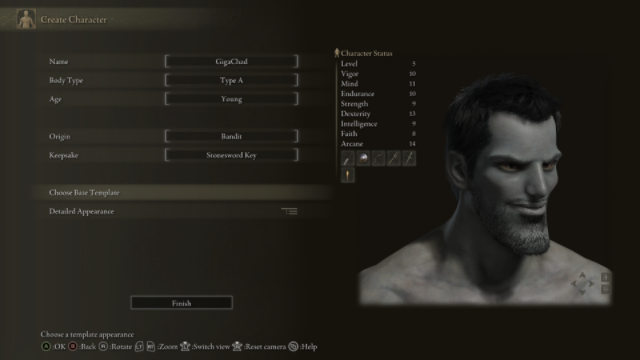 Create Character
Name GigaChad
Body Type Type A
Age Young
Origin Bandit
Keepsake Stonesword Key
Choose Base Template
Detailed Appearance
Finish
Character Status
Level 5
Vigor 10
Mind 11
Endurance 10
Strength 9
Dexterity 13
Intelligence 9
Faith 8
Arcane 14
Choose a template appearance
:OK :Back :Rotate :Zoom :Switch view :Reset camera :Help